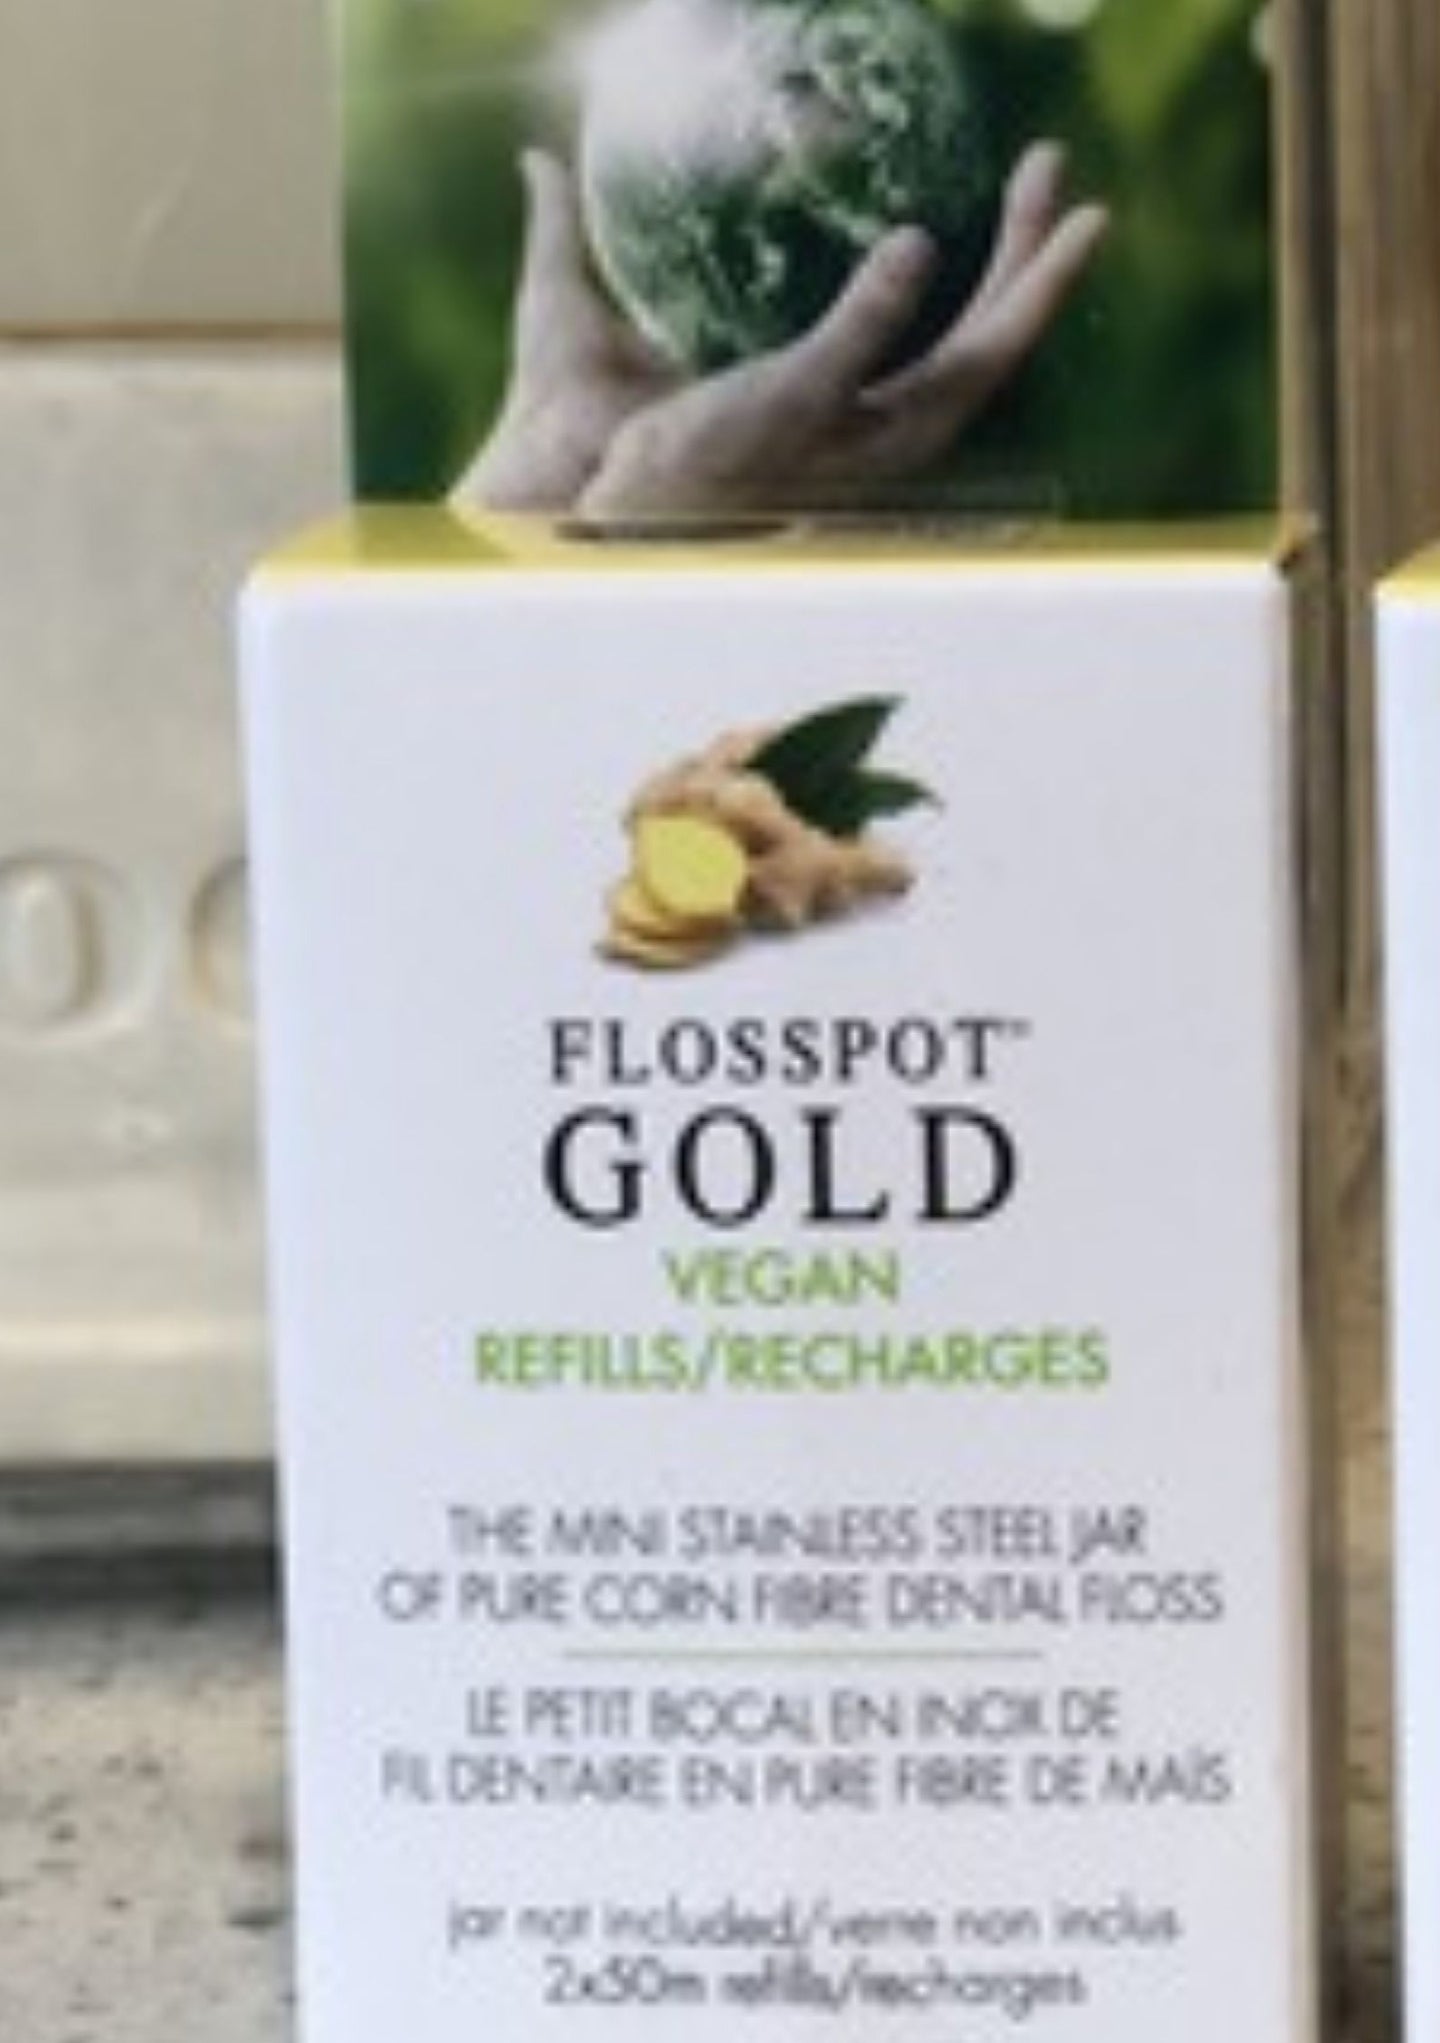 FLOSSPOT™
GOLD
VEGAN
REFILLS/RECHARGES
THE MINI STAINLESS STEEL JAR
OF PURE CORN FIBRE DENTAL FLOSS
LE PETIT BOCAL EN INOX DE
FIL DENTAIRE EN PURE FIBRE DE MAÏS
jar not included/verre non inclus
2x50m refills/recharges